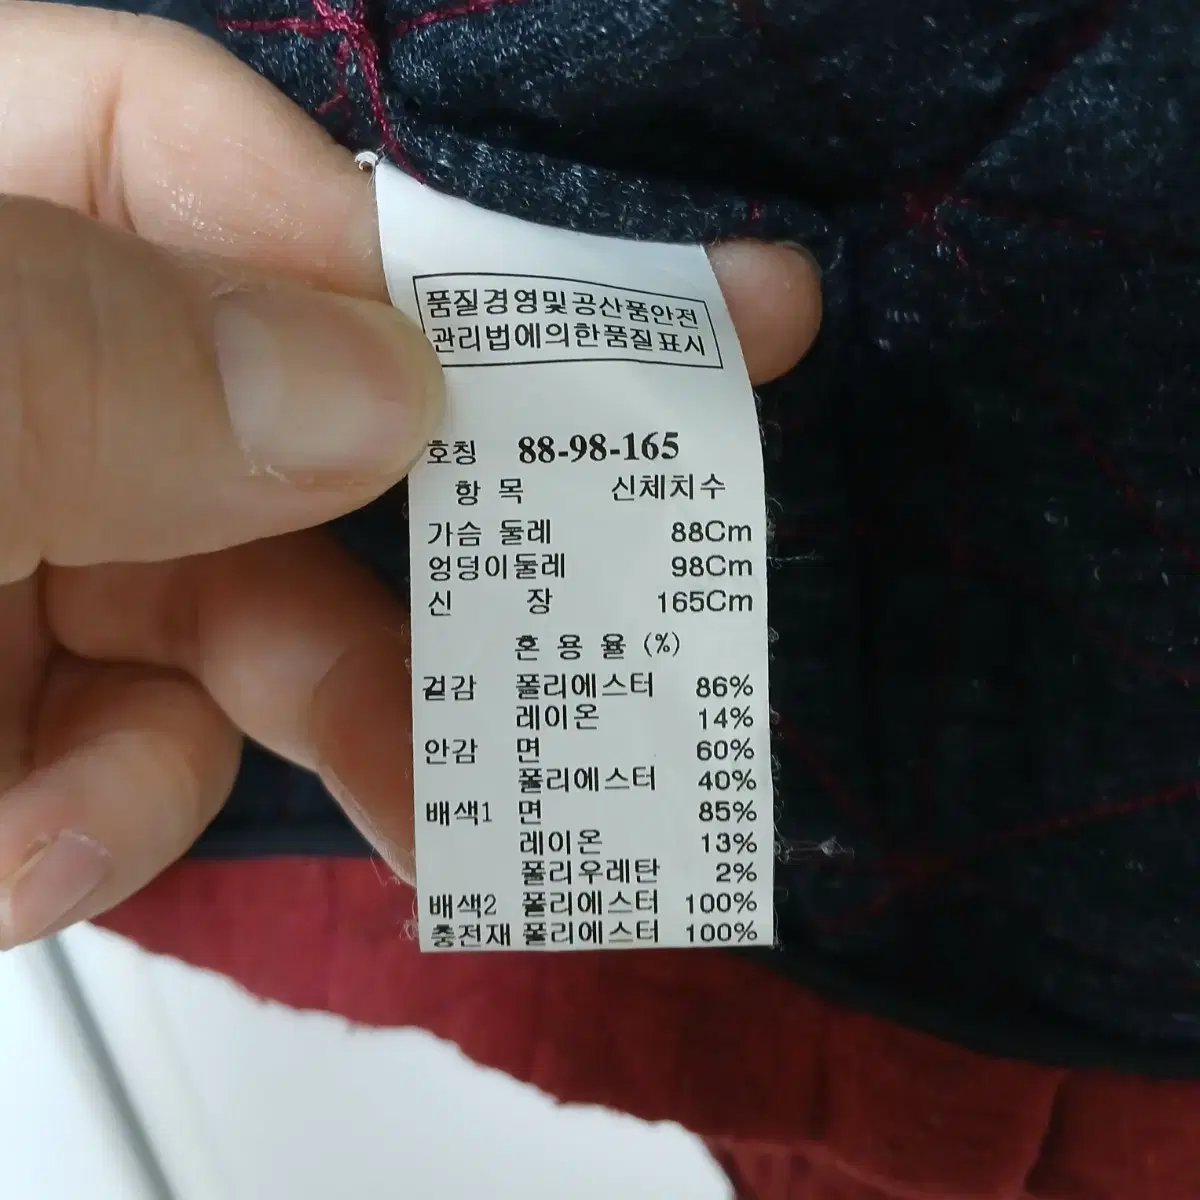 품질경영및공산품안전
관리법에의한품질표시
호칭 88-98-165
항 목 신체치수
가슴 둘레 88Cm
엉덩이둘레 98Cm
신 장 165Cm
혼 용 율 (%)
겉감 폴리에스터 86%
레이온 14%
안감 면 60%
폴리에스터 40%
배색1 면 85%
레이온 13%
폴리우레탄 2%
배색2 폴리에스터 100%
충전재 폴리에스터 100%